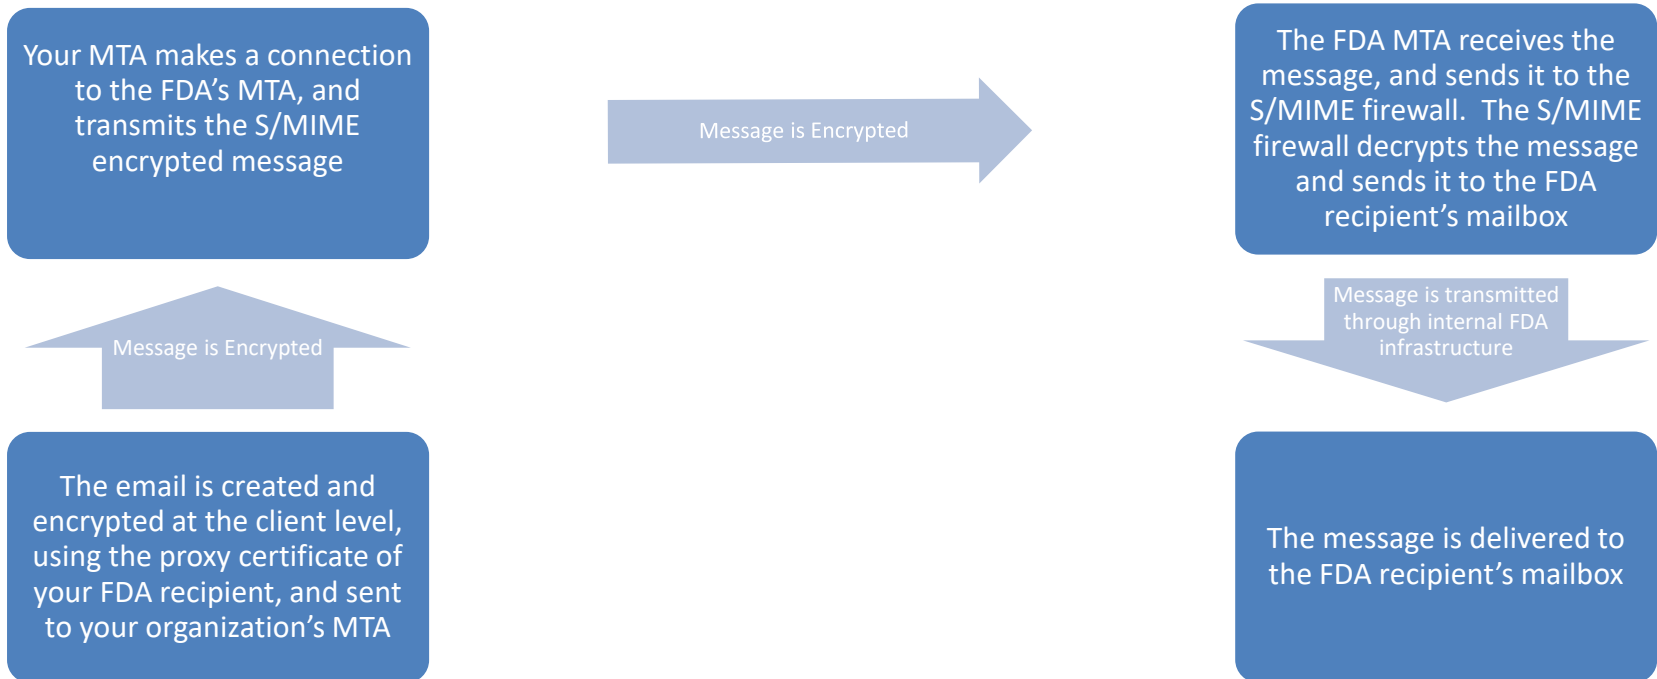 Your MTA makes a connection
to the FDA’s MTA, and
transmits the S/MIME
encrypted message
Message is Encrypted
The FDA MTA receives the
message, and sends it to the
S/MIME firewall.  The S/MIME
firewall decrypts the message
and sends it to the FDA
recipient’s mailbox
Message is Encrypted
Message is transmitted
through internal FDA
infrastructure
The email is created and
encrypted at the client level,
using the proxy certificate of
your FDA recipient, and sent
to your organization’s MTA
The message is delivered to
the FDA recipient’s mailbox